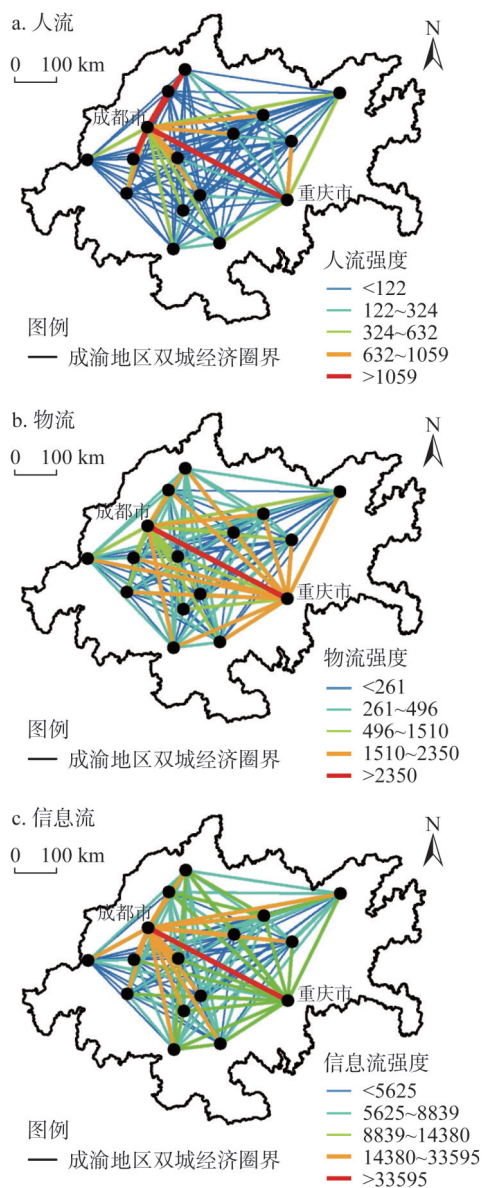 a. 人流
N
0 100 km
成都市
重庆市
人流强度
<122
122~324
324~632
632~1059
>1059
图例
成渝地区双城经济圈界
b. 物流
N
0 100 km
成都市
重庆市
物流强度
<261
261~496
496~1510
1510~2350
>2350
图例
成渝地区双城经济圈界
c. 信息流
N
0 100 km
成都市
重庆市
信息流强度
<5625
5625~8839
8839~14380
14380~33595
>33595
图例
成渝地区双城经济圈界